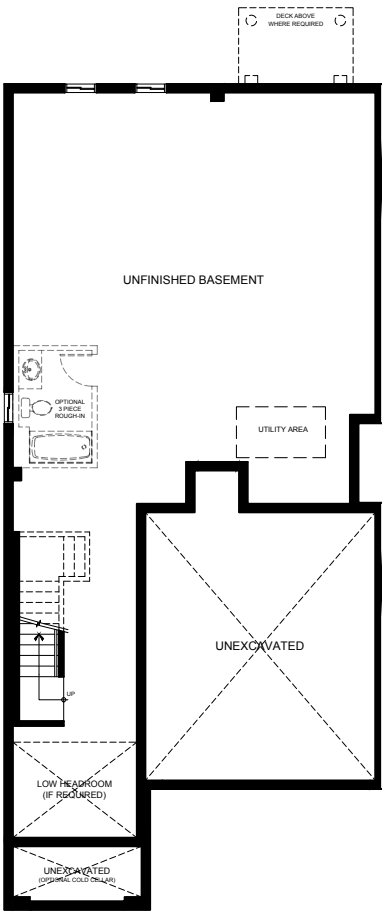 DECK ABOVE
WHERE REQUIRED
UNFINISHED BASEMENT
OPTIONAL
3 PIECE
ROUGH-IN
UTILITY AREA
UNEXCAVATED
UP
LOW HEADROOM
(IF REQUIRED)
UNEXCAVATED
(OPTIONAL COLD CELLAR)